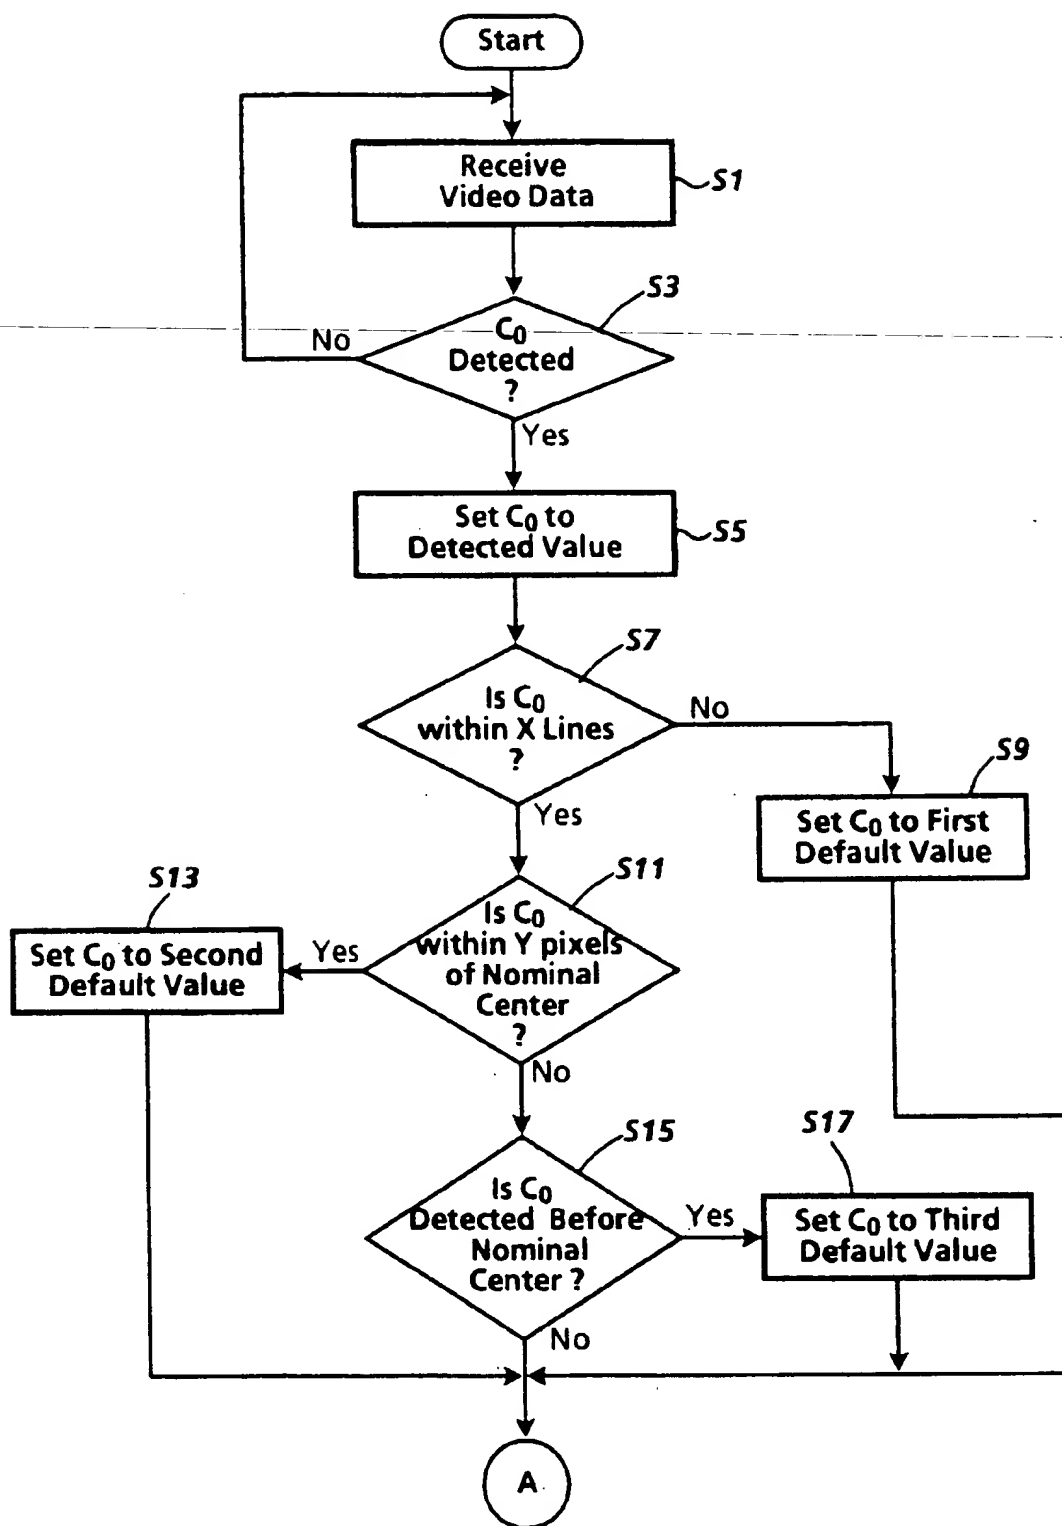 Start
Receive
Video Data
S1
S3
C0
Detected
?
No
Yes
Set C0 to
Detected Value
S5
S7
Is C0
within X Lines
?
No
Yes
S9
Set C0 to First
Default Value
S11
Is C0
within Y pixels
of Nominal
Center
?
Yes
S13
Set C0 to Second
Default Value
No
S15
Is C0
Detected Before
Nominal
Center ?
Yes
S17
Set C0 to Third
Default Value
No
A